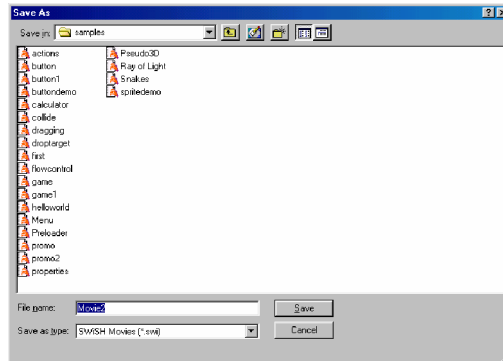 Save As
Save in: samples
actions
button
button1
buttondemo
calculator
collide
dragging
droptarget
first
flowcontrol
game
game1
helloworld
Menu
Preloader
promo
promo2
properties
Pseudo3D
Ray of Light
Snakes
spritedemo
File name: Movie2 Save
Save as type: SWiSH Movies (*.swi) Cancel